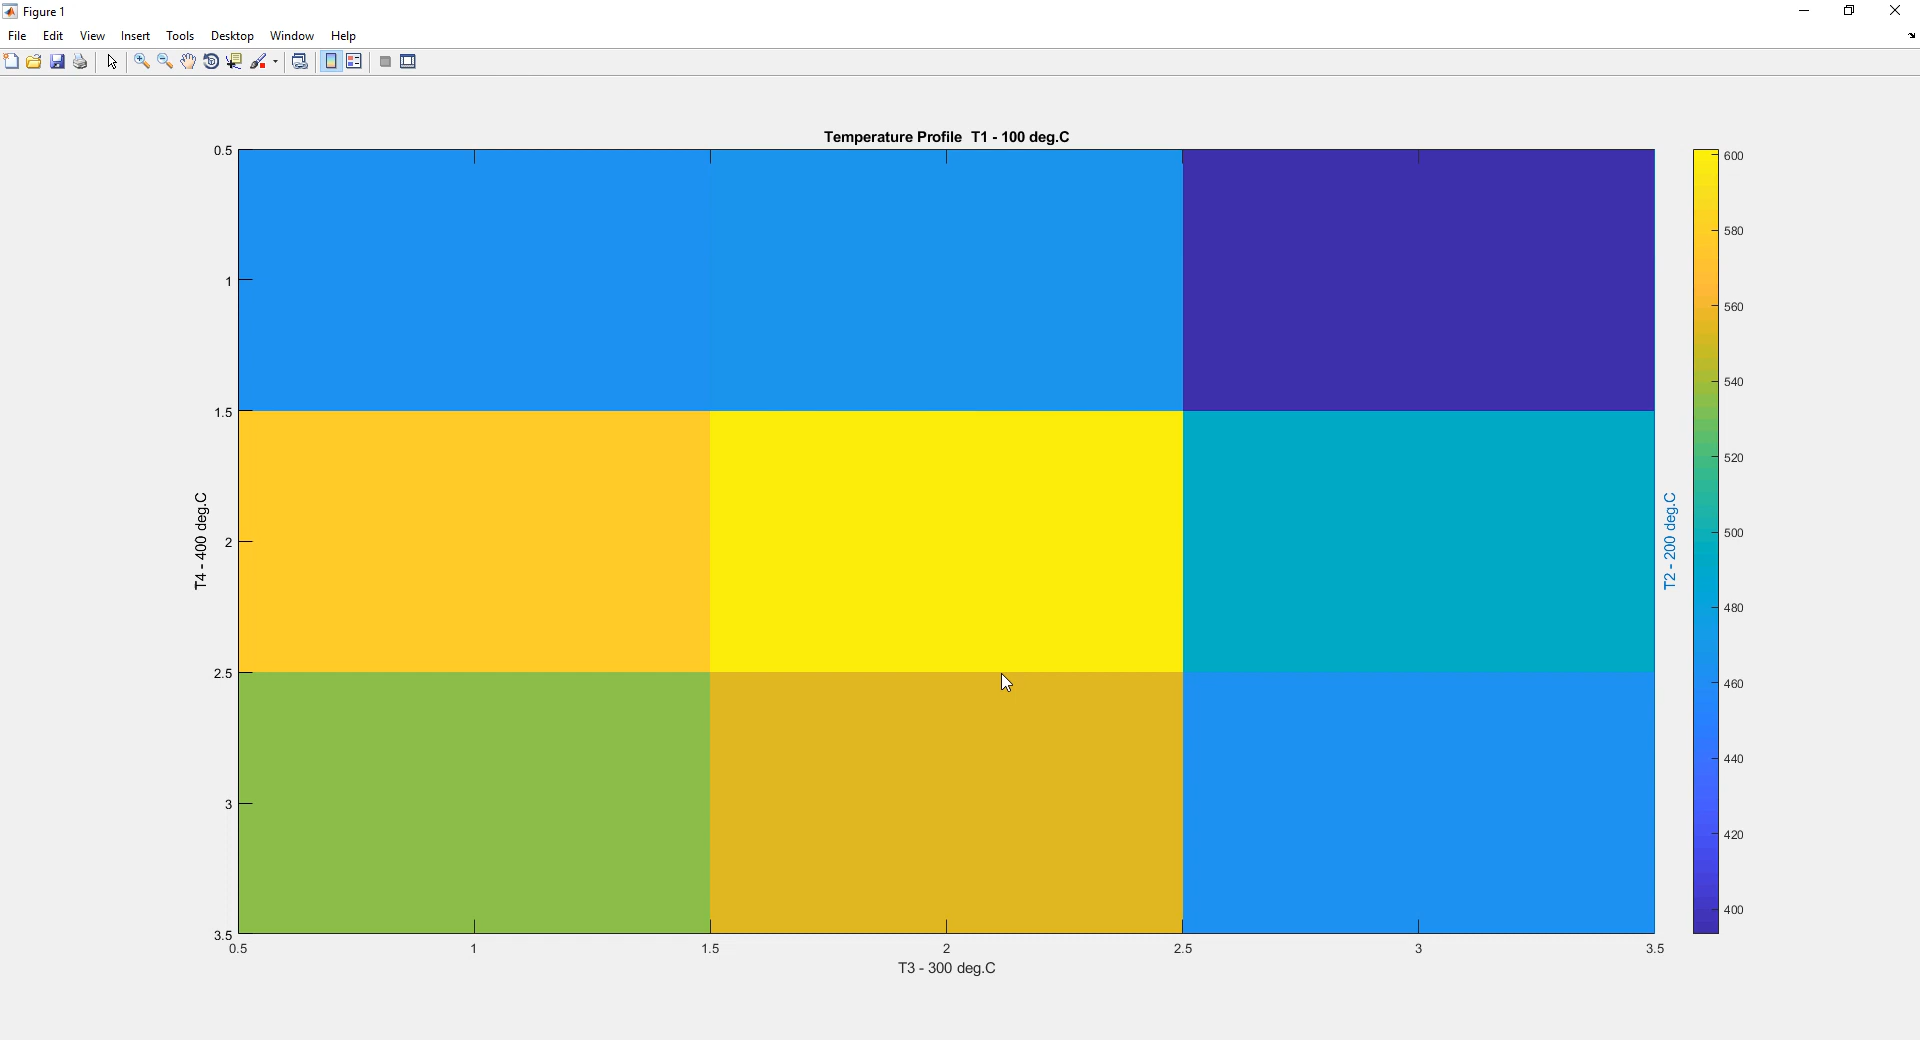 Figure 1
File Edit View Insert Tools Desktop Window Help
Temperature Profile T1 - 100 deg.C
0.5
1
1.5
2
2.5
3
3.5
T4 - 400 deg.C
0.5 1 1.5 2 2.5 3 3.5
T3 - 300 deg.C
T2 - 200 deg.C
600
580
560
540
520
500
480
460
440
420
400